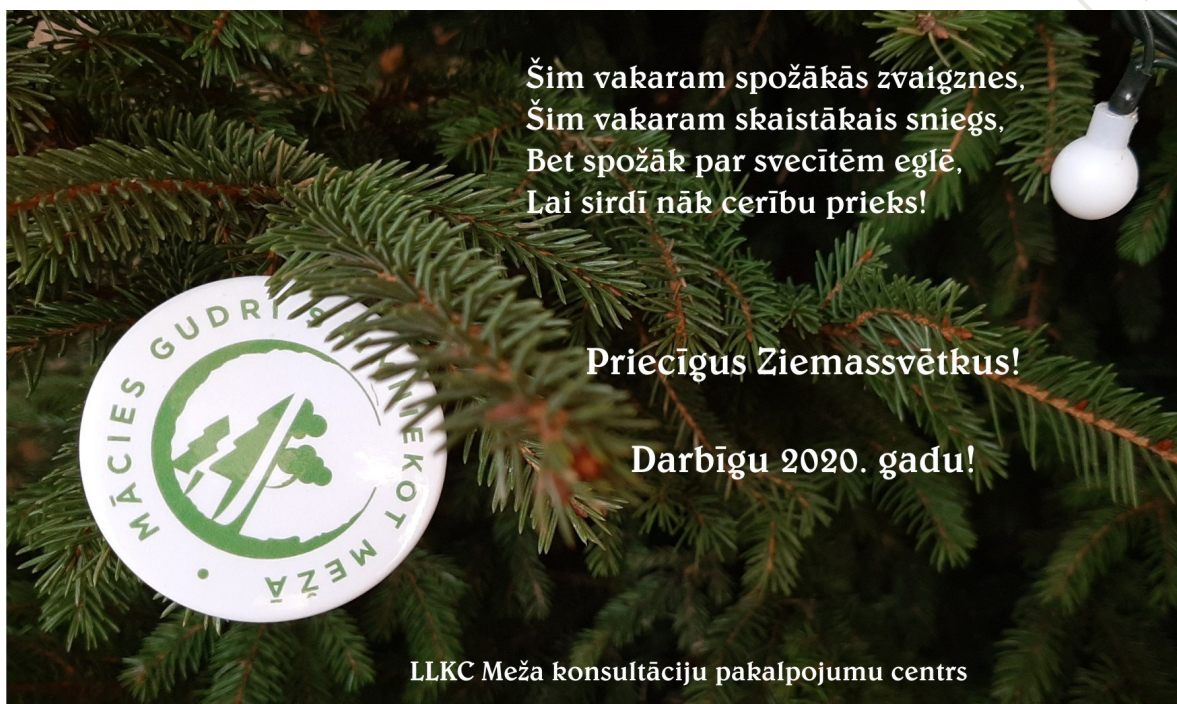 Šim vakaram spožākās zvaigznes,
Šim vakaram skaistākais sniegs,
Bet spožāk par svecītēm eglē,
Lai sirdī nāk cerību prieks!
Priecīgus Ziemassvētkus!
Darbīgu 2020. gadu!
MĀCIES GUDRI MEŽĀ
LLKC Meža konsultāciju pakalpojumu centrs